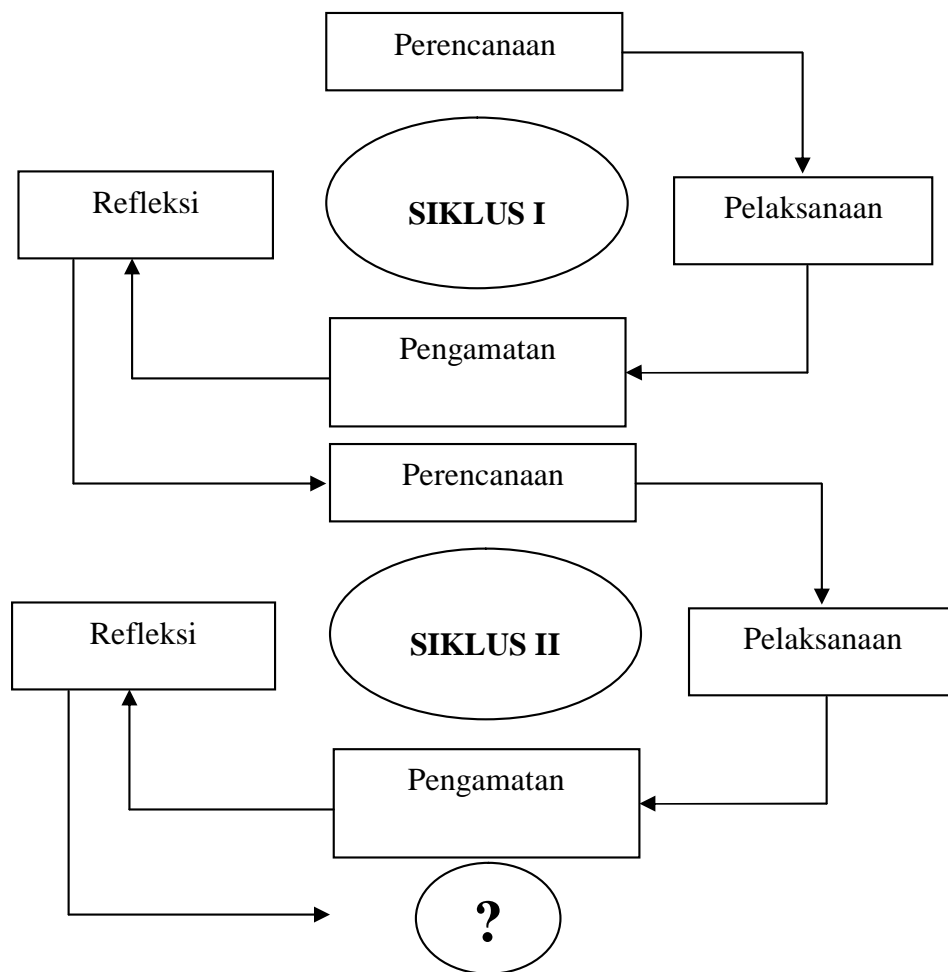 Perencanaan
Refleksi
SIKLUS I
Pelaksanaan
Pengamatan
Perencanaan
Refleksi
SIKLUS II
Pelaksanaan
Pengamatan
?